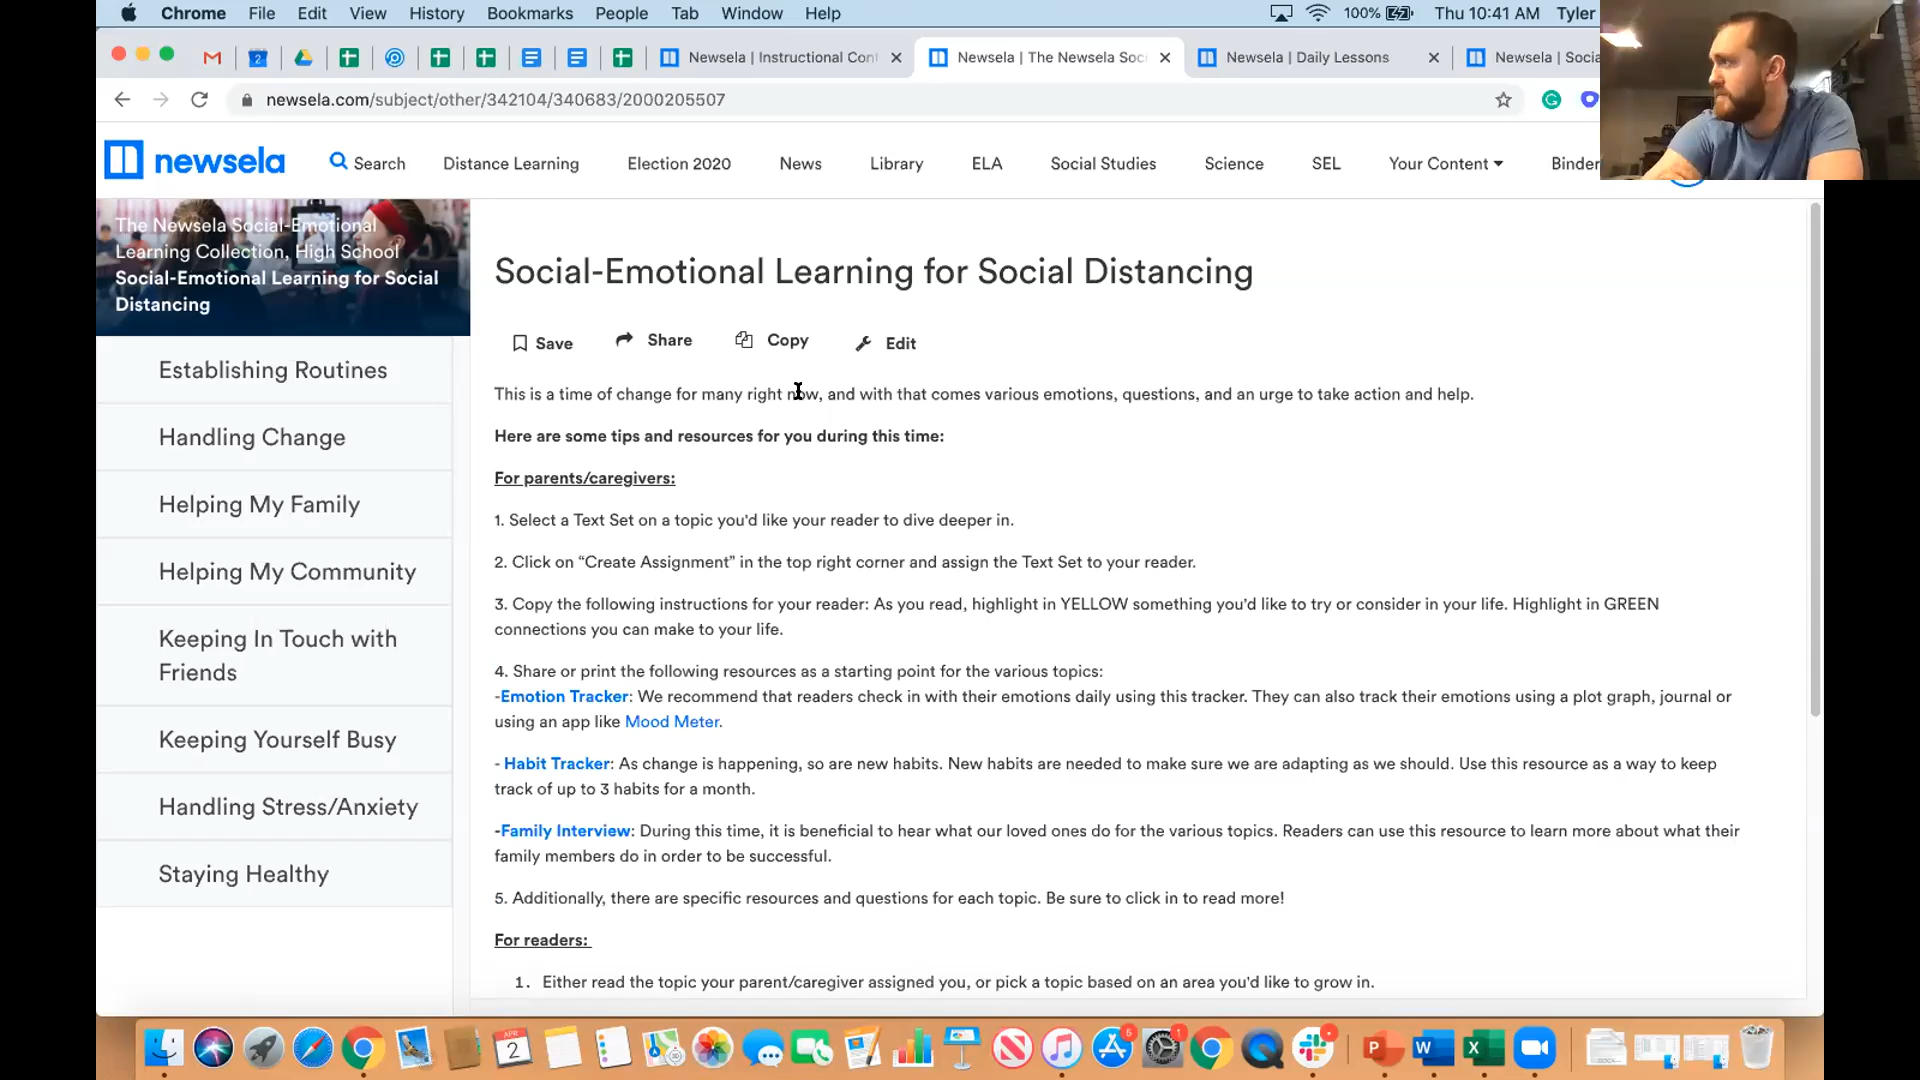 Chrome File Edit View History Bookmarks People Tab Window Help 100% Thu 10:41 AM Tyler
2 Newsela | Instructional Cont Newsela | The Newsela Soc Newsela | Daily Lessons Newsela | Socia
newsela.com/subject/other/342104/340683/2000205507
newsela Search Distance Learning Election 2020 News Library ELA Social Studies Science SEL Your Content Binder
The Newsela Social-Emotional
Learning Collection, High School
Social-Emotional Learning for Social
Distancing
Establishing Routines
Handling Change
Helping My Family
Helping My Community
Keeping In Touch with
Friends
Keeping Yourself Busy
Handling Stress/Anxiety
Staying Healthy
Social-Emotional Learning for Social Distancing
Save Share Copy Edit
This is a time of change for many right now, and with that comes various emotions, questions, and an urge to take action and help.
Here are some tips and resources for you during this time:
For parents/caregivers:
1. Select a Text Set on a topic you'd like your reader to dive deeper in.
2. Click on “Create Assignment” in the top right corner and assign the Text Set to your reader.
3. Copy the following instructions for your reader: As you read, highlight in YELLOW something you'd like to try or consider in your life. Highlight in GREEN
connections you can make to your life.
4. Share or print the following resources as a starting point for the various topics:
-Emotion Tracker: We recommend that readers check in with their emotions daily using this tracker. They can also track their emotions using a plot graph, journal or
using an app like Mood Meter.
- Habit Tracker: As change is happening, so are new habits. New habits are needed to make sure we are adapting as we should. Use this resource as a way to keep
track of up to 3 habits for a month.
-Family Interview: During this time, it is beneficial to hear what our loved ones do for the various topics. Readers can use this resource to learn more about what their
family members do in order to be successful.
5. Additionally, there are specific resources and questions for each topic. Be sure to click in to read more!
For readers:
1. Either read the topic your parent/caregiver assigned you, or pick a topic based on an area you'd like to grow in.
APR
2
6
1
P
W
X